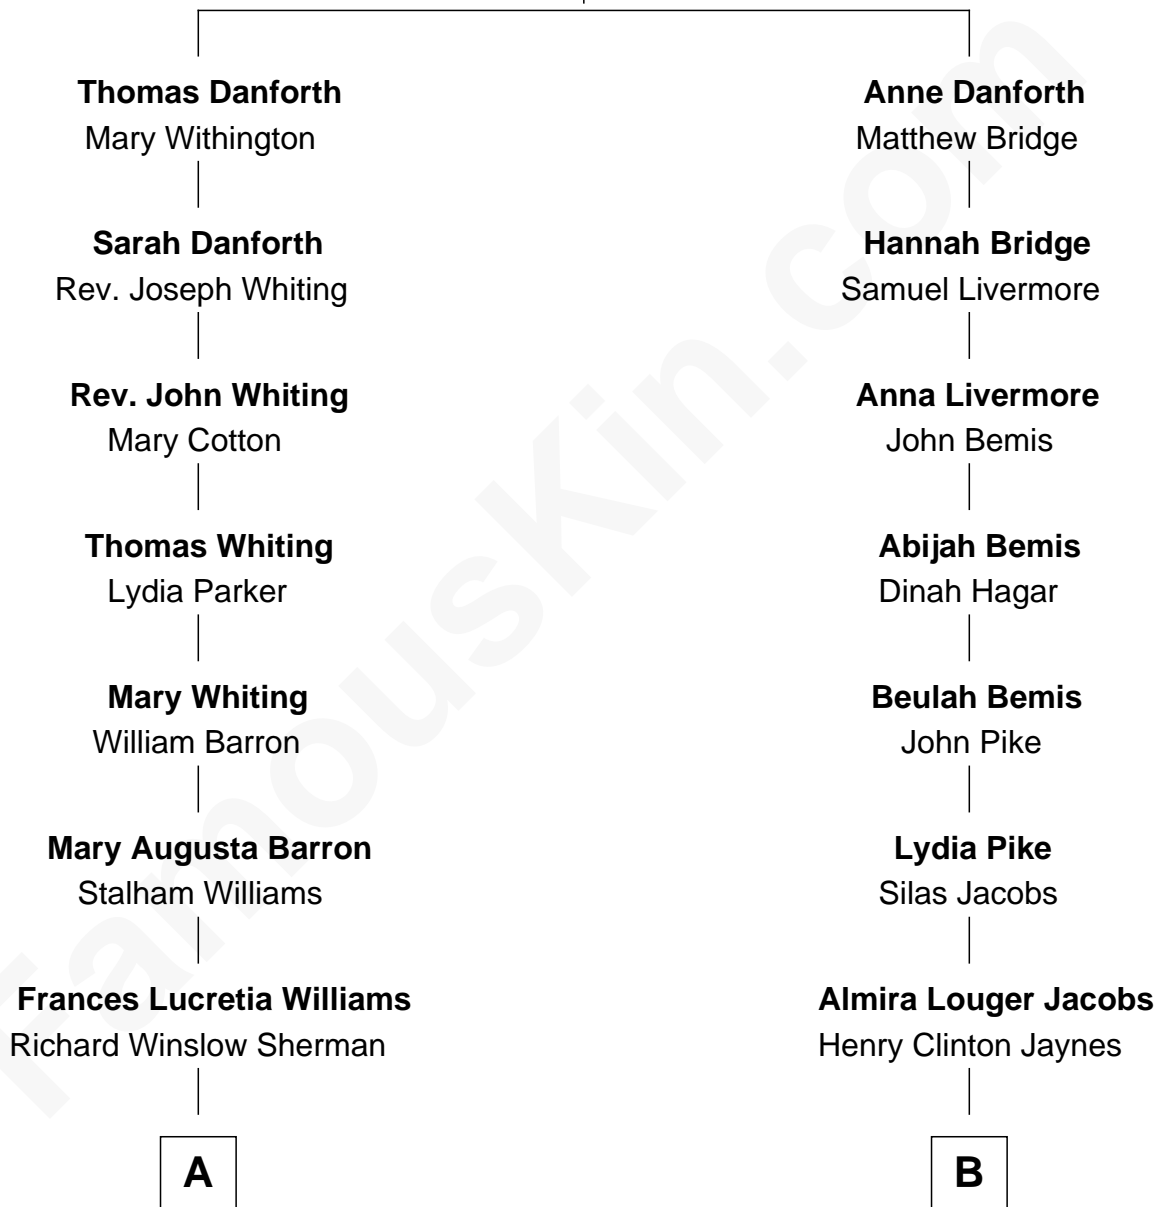 Thomas Danforth
Mary Withington
Anne Danforth
Matthew Bridge
Sarah Danforth
Rev. Joseph Whiting
Hannah Bridge
Samuel Livermore
Rev. John Whiting
Mary Cotton
Anna Livermore
John Bemis
Thomas Whiting
Lydia Parker
Abijah Bemis
Dinah Hagar
Mary Whiting
William Barron
Beulah Bemis
John Pike
Mary Augusta Barron
Stalham Williams
Lydia Pike
Silas Jacobs
Frances Lucretia Williams
Richard Winslow Sherman
Almira Louger Jacobs
Henry Clinton Jaynes
A
B
FamousKin.com